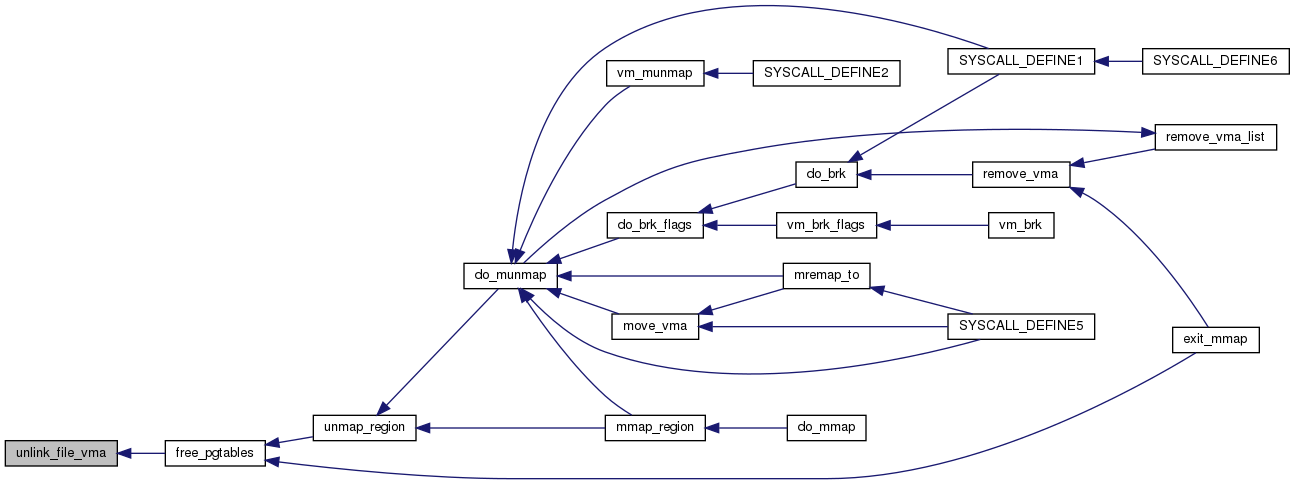 SYSCALL_DEFINE1
SYSCALL_DEFINE6
vm_munmap
SYSCALL_DEFINE2
remove_vma_list
do_brk
remove_vma
do_brk_flags
vm_brk_flags
vm_brk
do_munmap
mremap_to
move_vma
SYSCALL_DEFINE5
exit_mmap
unmap_region
mmap_region
do_mmap
unlink_file_vma
free_pgtables